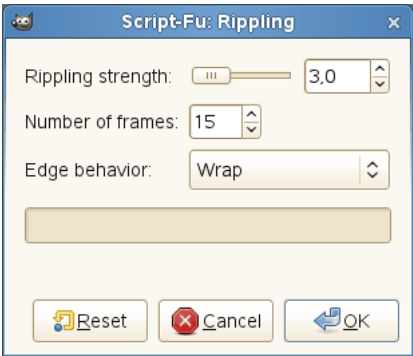 Script-Fu: Rippling
Rippling strength: 3,0
Number of frames: 15
Edge behavior: Wrap
Reset Cancel OK